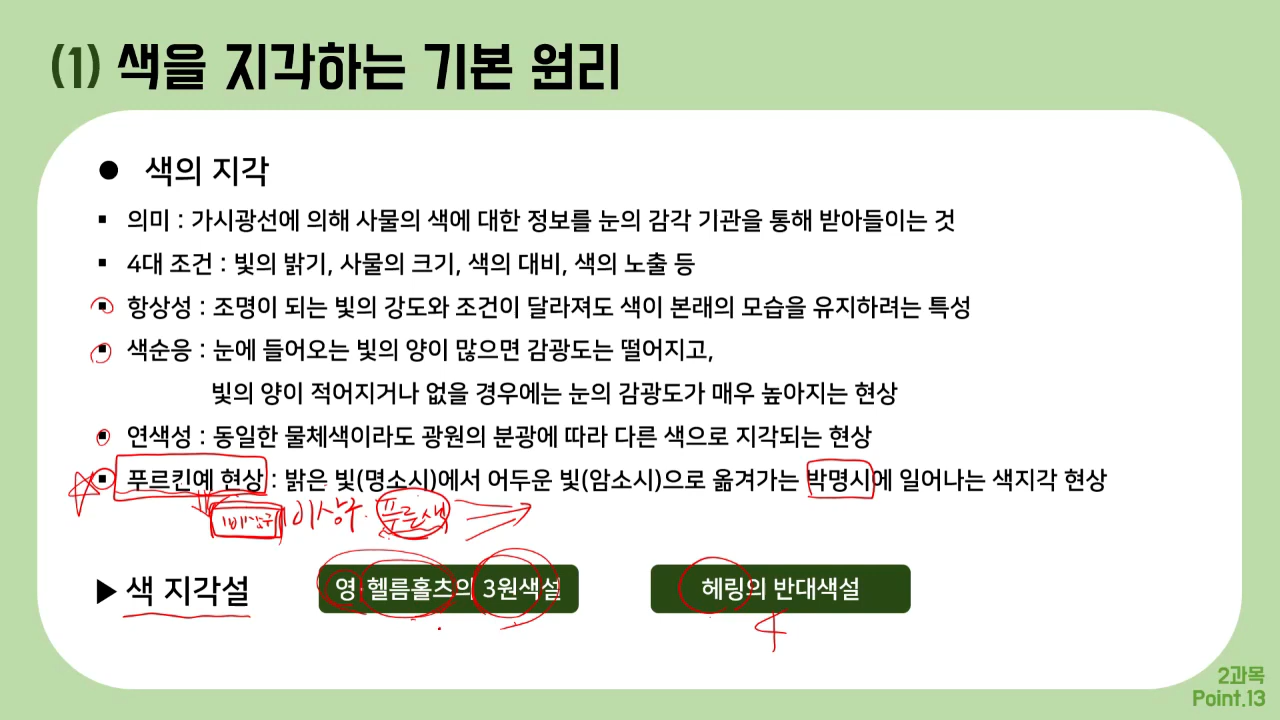 (1) 색을 지각하는 기본 원리
● 색의 지각
▪ 의미 : 가시광선에 의해 사물의 색에 대한 정보를 눈의 감각 기관을 통해 받아들이는 것
▪ 4대 조건 : 빛의 밝기, 사물의 크기, 색의 대비, 색의 노출 등
▪ 항상성 : 조명이 되는 빛의 강도와 조건이 달라져도 색이 본래의 모습을 유지하려는 특성
▪ 색순응 : 눈에 들어오는 빛의 양이 많으면 감광도는 떨어지고,
빛의 양이 적어지거나 없을 경우에는 눈의 감광도가 매우 높아지는 현상
▪ 연색성 : 동일한 물체색이라도 광원의 분광에 따라 다른 색으로 지각되는 현상
▪ 푸르킨예 현상 : 밝은 빛(명소시)에서 어두운 빛(암소시)으로 옮겨가는 박명시에 일어나는 색지각 현상
비상구 푸른색
▶ 색 지각설
영·헬름홀츠의 3원색설
헤링의 반대색설
4
2과목
Point.13